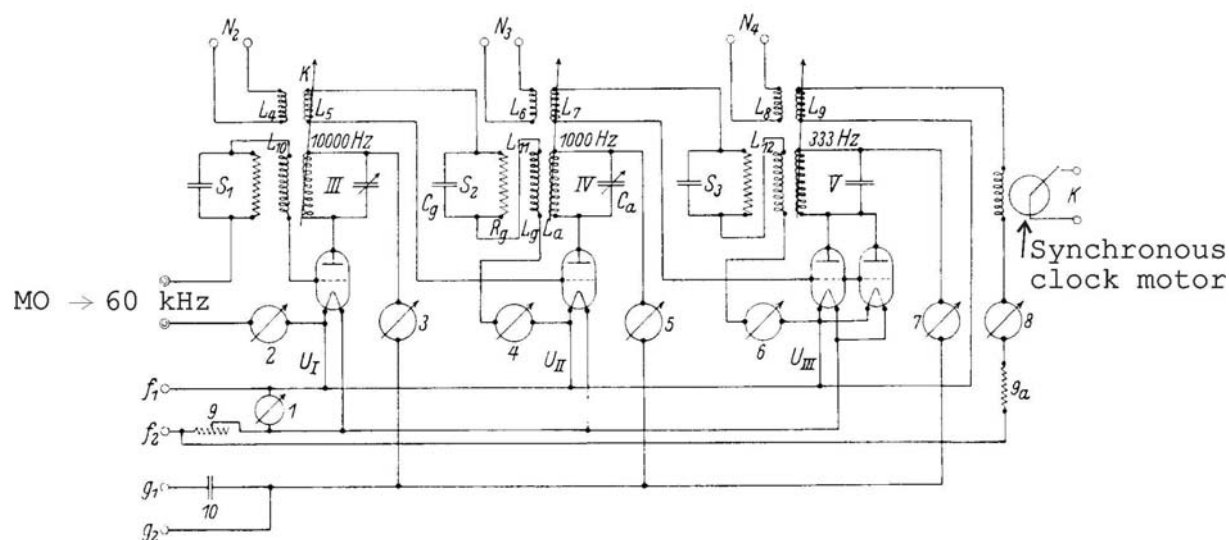 N2 N3 N4
K
L4 L5 L6 L7 L8 L9
L10 10000 Hz L11 1000 Hz L12 333 Hz
S1 III S2 IV S3 V
Cg Ca K
Rg Lg La
Synchronous
clock motor
MO → 60 kHz
2 3 4 5 6 7 8
UI UII UIII
f1 1 9a
9
f2
g1
10
g2